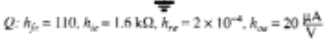 Q: h_fe = 110, h_ie = 1.6 kΩ, h_re = 2 × 10⁻⁴, h_oe = 20 μA/V